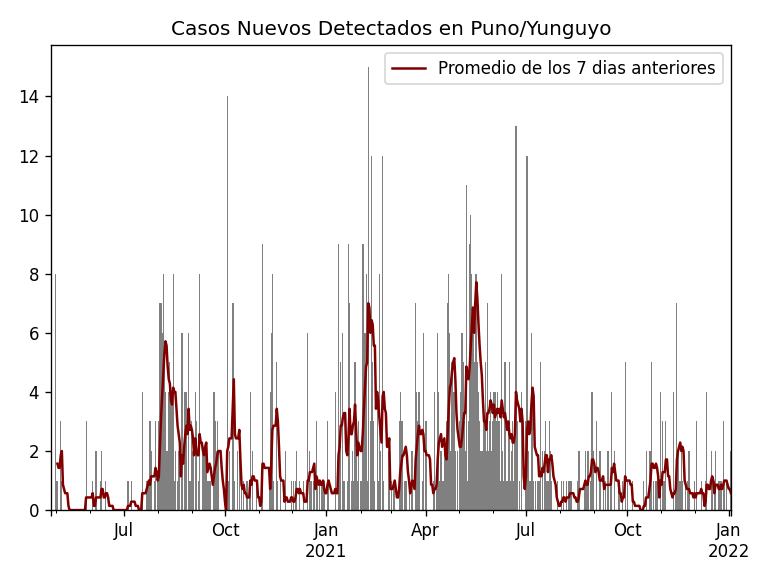 Casos Nuevos Detectados en Puno/Yunguyo
Promedio de los 7 dias anteriores
14
12
10
8
6
4
2
0
Jul
Oct
Jan
2021
Apr
Jul
Oct
Jan
2022